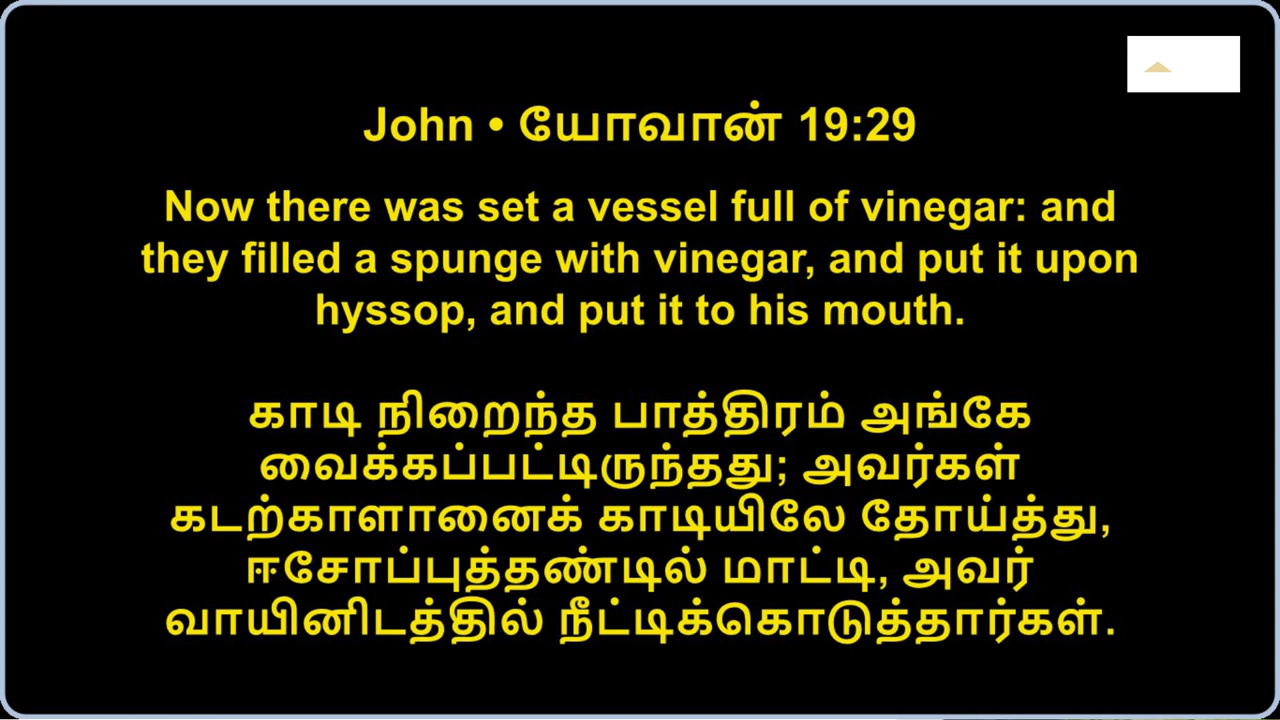 John • யோவான் 19:29
Now there was set a vessel full of vinegar: and
they filled a spunge with vinegar, and put it upon
hyssop, and put it to his mouth.
காடி நிறைந்த பாத்திரம் அங்கே
வைக்கப்பட்டிருந்தது; அவர்கள்
கடற்காளானைக் காடியிலே தோய்த்து,
ஈசோப்புத்தண்டில் மாட்டி, அவர்
வாயினிடத்தில் நீட்டிக்கொடுத்தார்கள்.